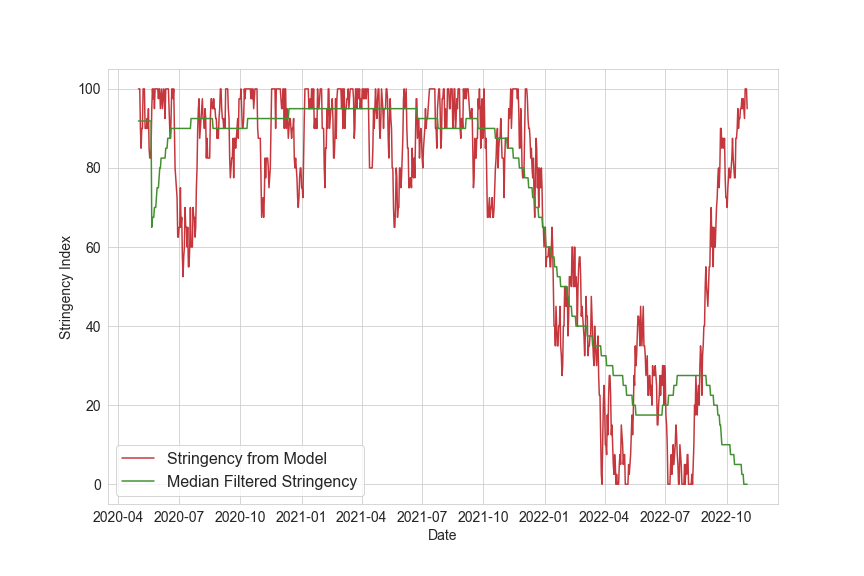 100
80
60
40
20
0
Stringency Index
Stringency from Model
Median Filtered Stringency
2020-04 2020-07 2020-10 2021-01 2021-04 2021-07 2021-10 2022-01 2022-04 2022-07 2022-10
Date